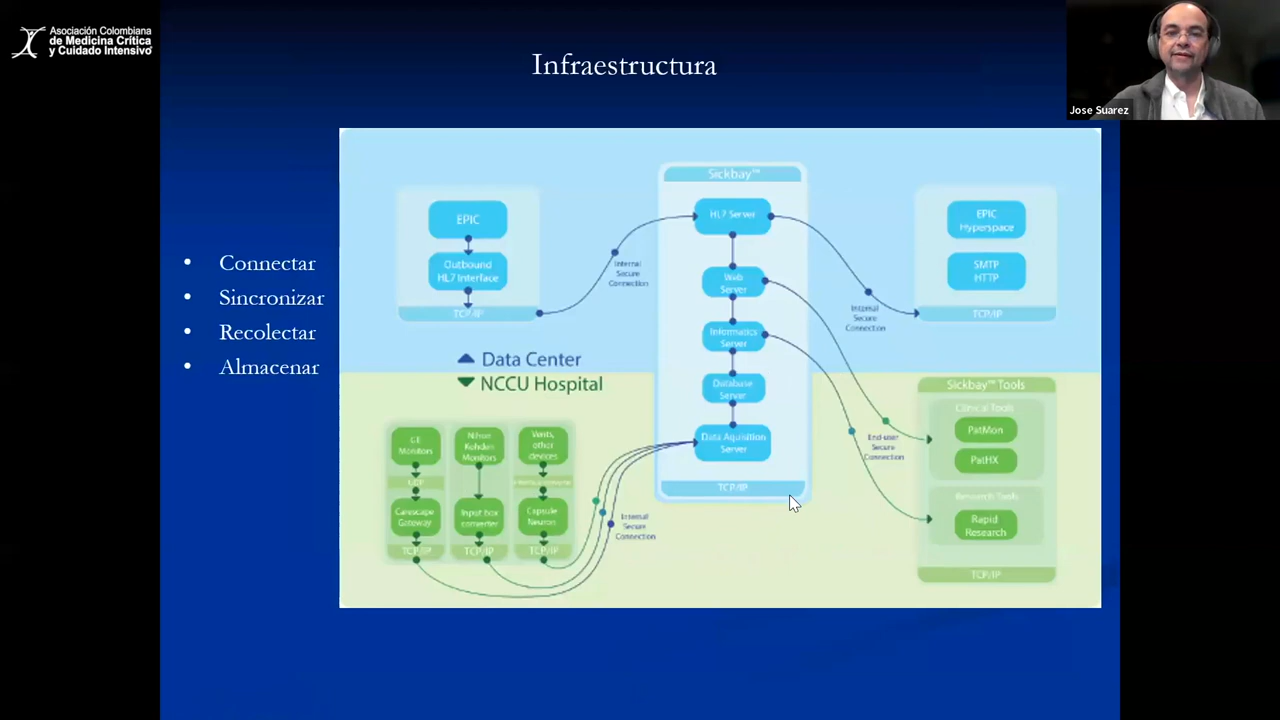 Asociación Colombiana
de Medicina Crítica
y Cuidado Intensivo
Infraestructura
Jose Suarez
• Connectar
• Sincronizar
• Recolectar
• Almacenar
EPIC
Outbound
HL7 Interface
TCP/IP
Internal
Secure
Connection
Sickbay™
HL7 Server
Web
Server
Informatics
Server
Database
Server
Data Aquisition
Server
TCP/IP
Internal
Secure
Connection
EPIC
Hyperspace
SMTP
HTTP
TCP/IP
Data Center
NCCU Hospital
GE
Monitors
UDP
Carescape
Gateway
TCP/IP
Nihon
Kohden
Monitors
Input box
converter
TCP/IP
Vents,
other
devices
Capsule
Neuron
TCP/IP
Internal
Secure
Connection
End-user
Secure
Connection
Sickbay™ Tools
Clinical Tools
PatMon
PatHX
Research Tools
Rapid
Research
TCP/IP